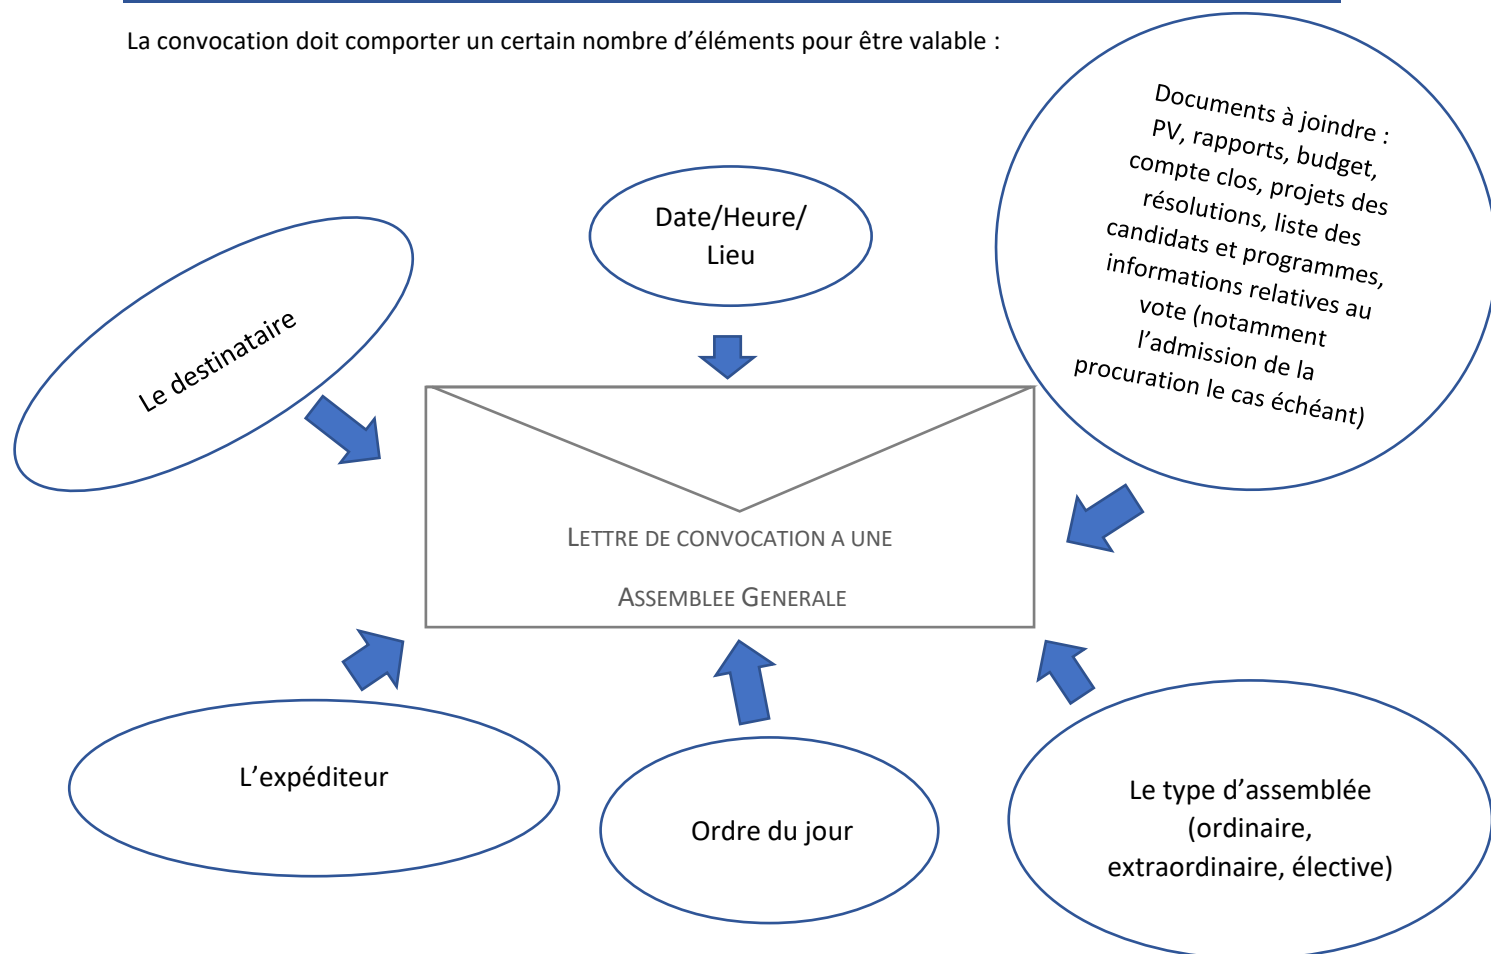 La convocation doit comporter un certain nombre d’éléments pour être valable :
Documents à joindre :
PV, rapports, budget,
compte clos, projets des
résolutions, liste des
candidats et programmes,
informations relatives au
vote (notamment
l’admission de la
procuration le cas échéant)
Date/Heure/
Lieu
Le destinataire
LETTRE DE CONVOCATION A UNE
ASSEMBLEE GENERALE
L’expéditeur
Ordre du jour
Le type d’assemblée
(ordinaire,
extraordinaire, élective)